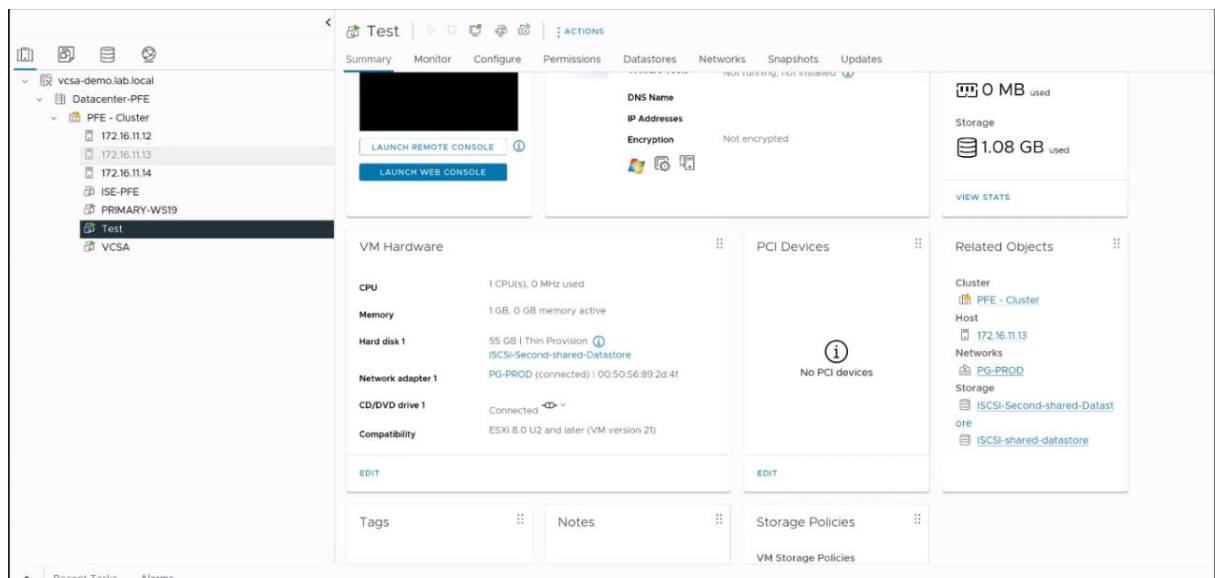 Test
ACTIONS
Summary Monitor Configure Permissions Datastores Networks Snapshots Updates
vcsa-demo.lab.local
Datacenter-PFE
PFE - Cluster
172.16.11.12
172.16.11.13
172.16.11.14
ISE-PFE
PRIMARY-WS19
Test
VCSA
LAUNCH REMOTE CONSOLE
LAUNCH WEB CONSOLE
Not running, not installed
DNS Name
IP Addresses
Encryption Not encrypted
0 MB used
Storage
1.08 GB used
VIEW STATS
VM Hardware
CPU 1 CPU(s), 0 MHz used
Memory 1 GB, 0 GB memory active
Hard disk 1 55 GB | Thin Provision
ISCSI-Second-shared-Datastore
Network adapter 1 PG-PROD (connected) | 00:50:56:89:2d:4f
CD/DVD drive 1 Connected
Compatibility ESXi 8.0 U2 and later (VM version 21)
EDIT
PCI Devices
No PCI devices
EDIT
Related Objects
Cluster
PFE - Cluster
Host
172.16.11.13
Networks
PG-PROD
Storage
ISCSI-Second-shared-Datast
ore
ISCSI-shared-datastore
Tags
Notes
Storage Policies
VM Storage Policies
Recent Tasks Alarms